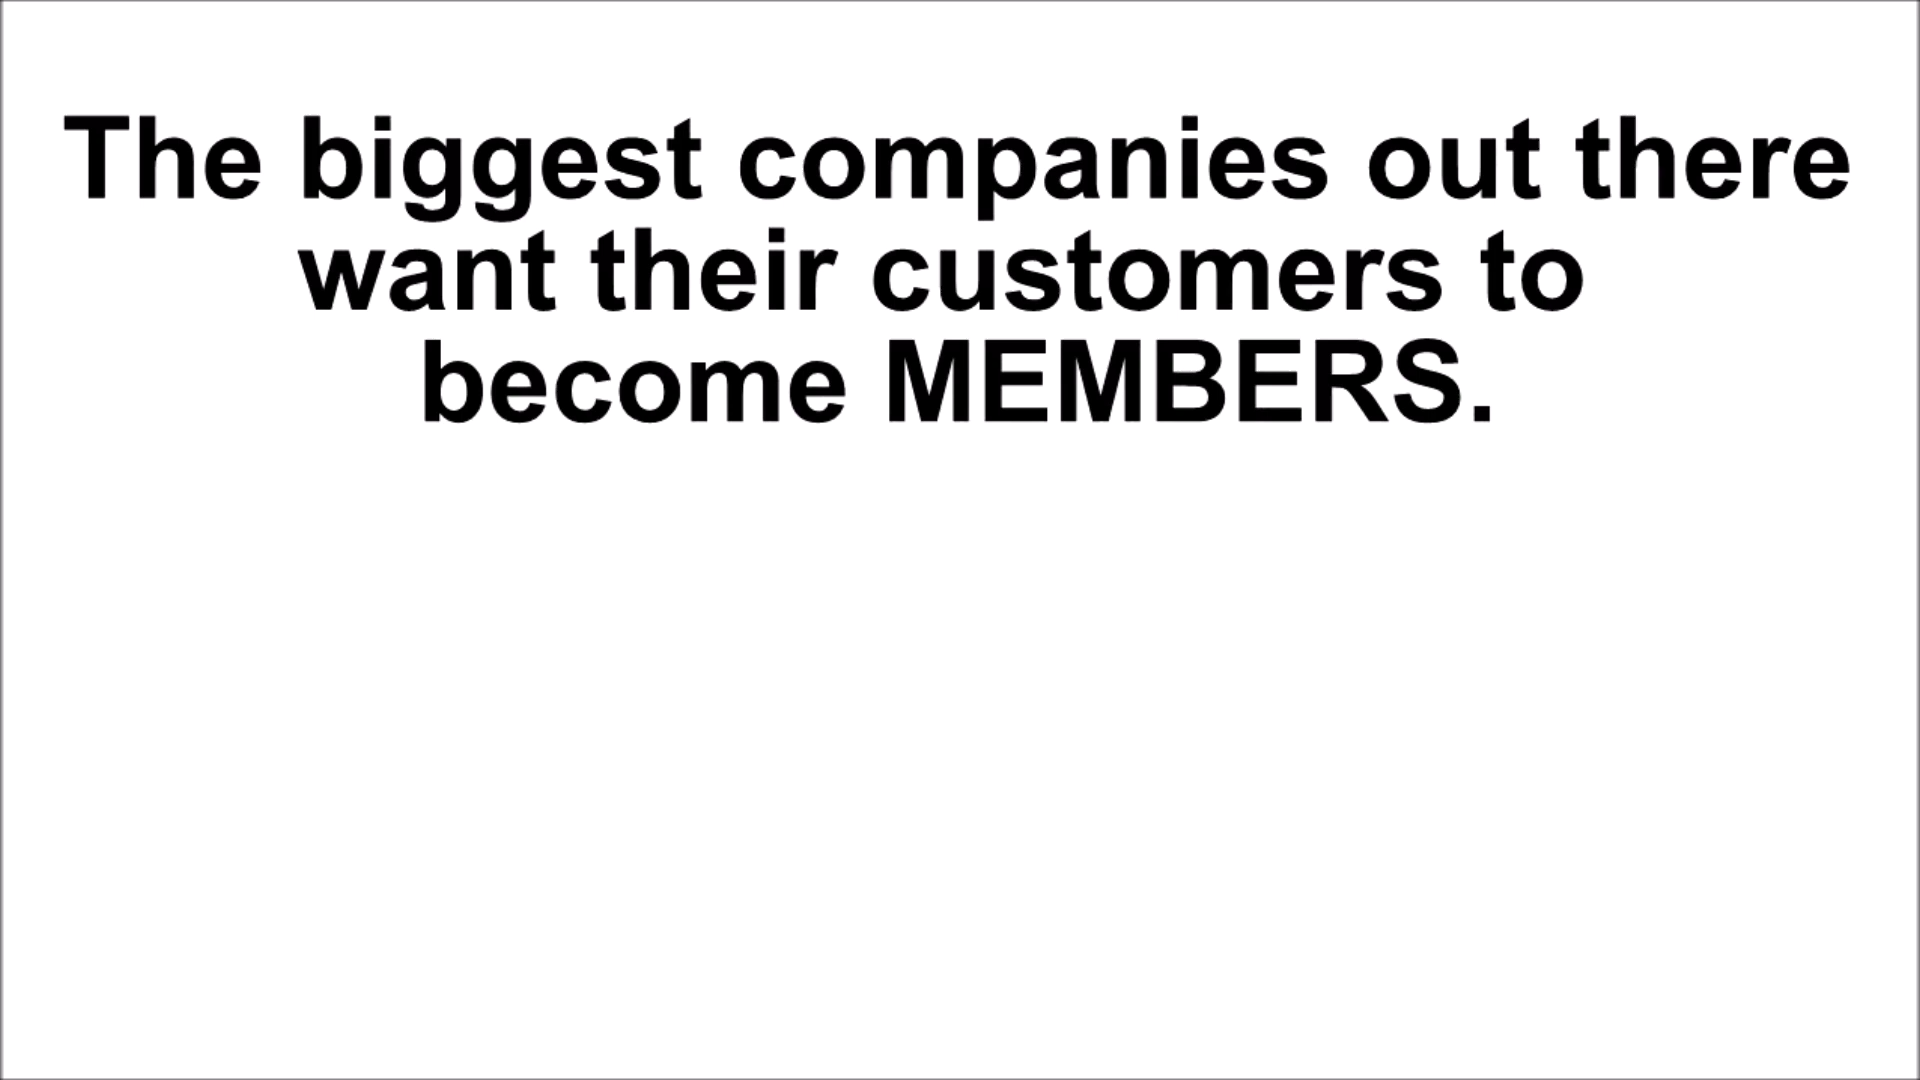 The biggest companies out there
want their customers to
become MEMBERS.